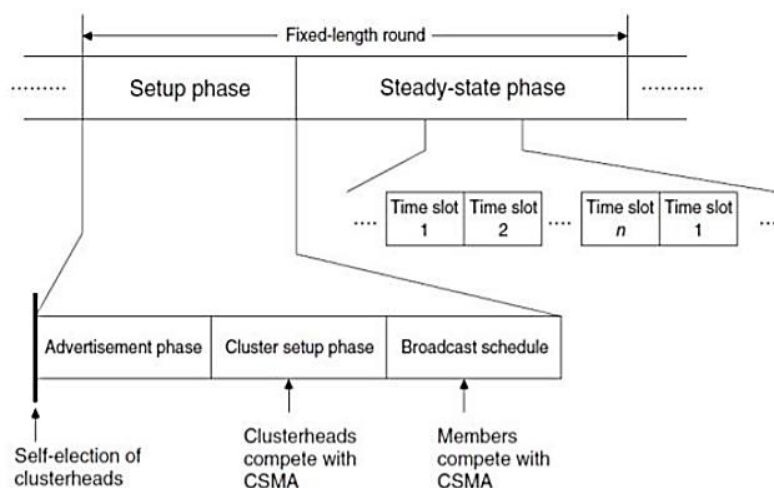 Fixed-length round
Setup phase
Steady-state phase
Time slot
1
Time slot
2
Time slot
n
Time slot
1
Advertisement phase
Cluster setup phase
Broadcast schedule
Self-election of
clusterheads
Clusterheads
compete with
CSMA
Members
compete with
CSMA